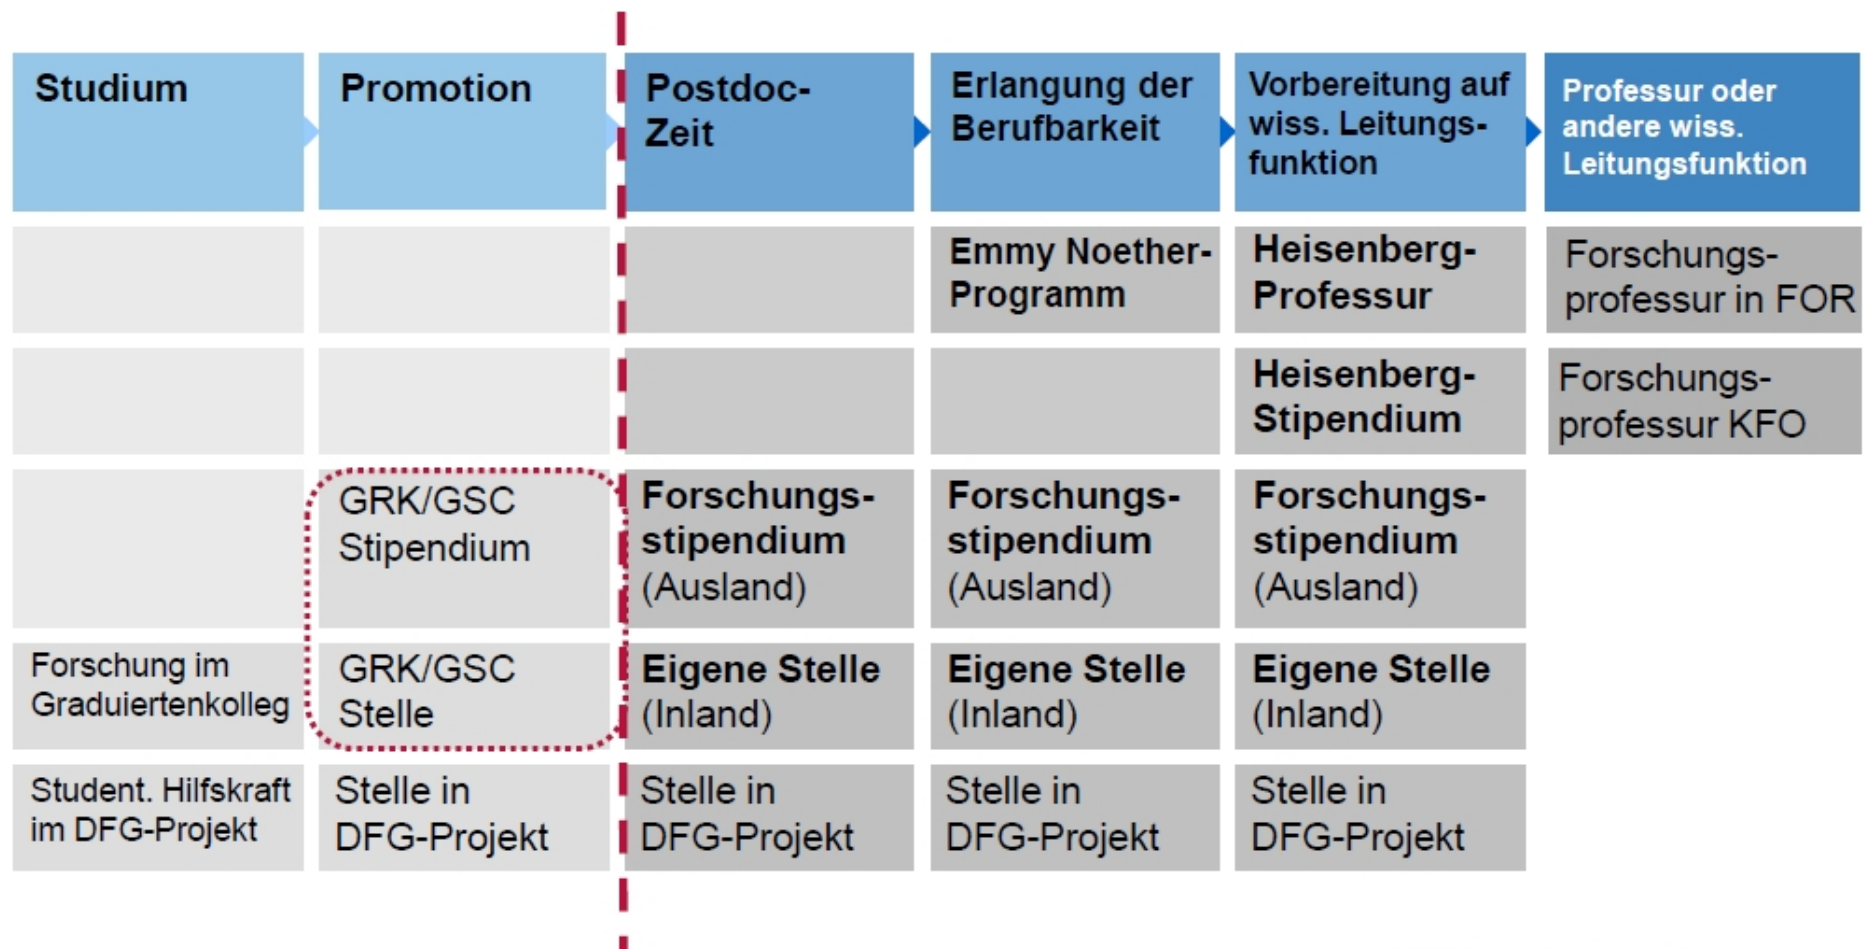 Studium
Promotion
Postdoc-
Zeit
Erlangung der
Berufbarkeit
Vorbereitung auf
wiss. Leitungs-
funktion
Professur oder
andere wiss.
Leitungsfunktion
Emmy Noether-
Programm
Heisenberg-
Professur
Forschungs-
professur in FOR
Heisenberg-
Stipendium
Forschungs-
professur KFO
GRK/GSC
Stipendium
Forschungs-
stipendium
(Ausland)
Forschungs-
stipendium
(Ausland)
Forschungs-
stipendium
(Ausland)
Forschung im
Graduiertenkolleg
GRK/GSC
Stelle
Eigene Stelle
(Inland)
Eigene Stelle
(Inland)
Eigene Stelle
(Inland)
Student. Hilfskraft
im DFG-Projekt
Stelle in
DFG-Projekt
Stelle in
DFG-Projekt
Stelle in
DFG-Projekt
Stelle in
DFG-Projekt